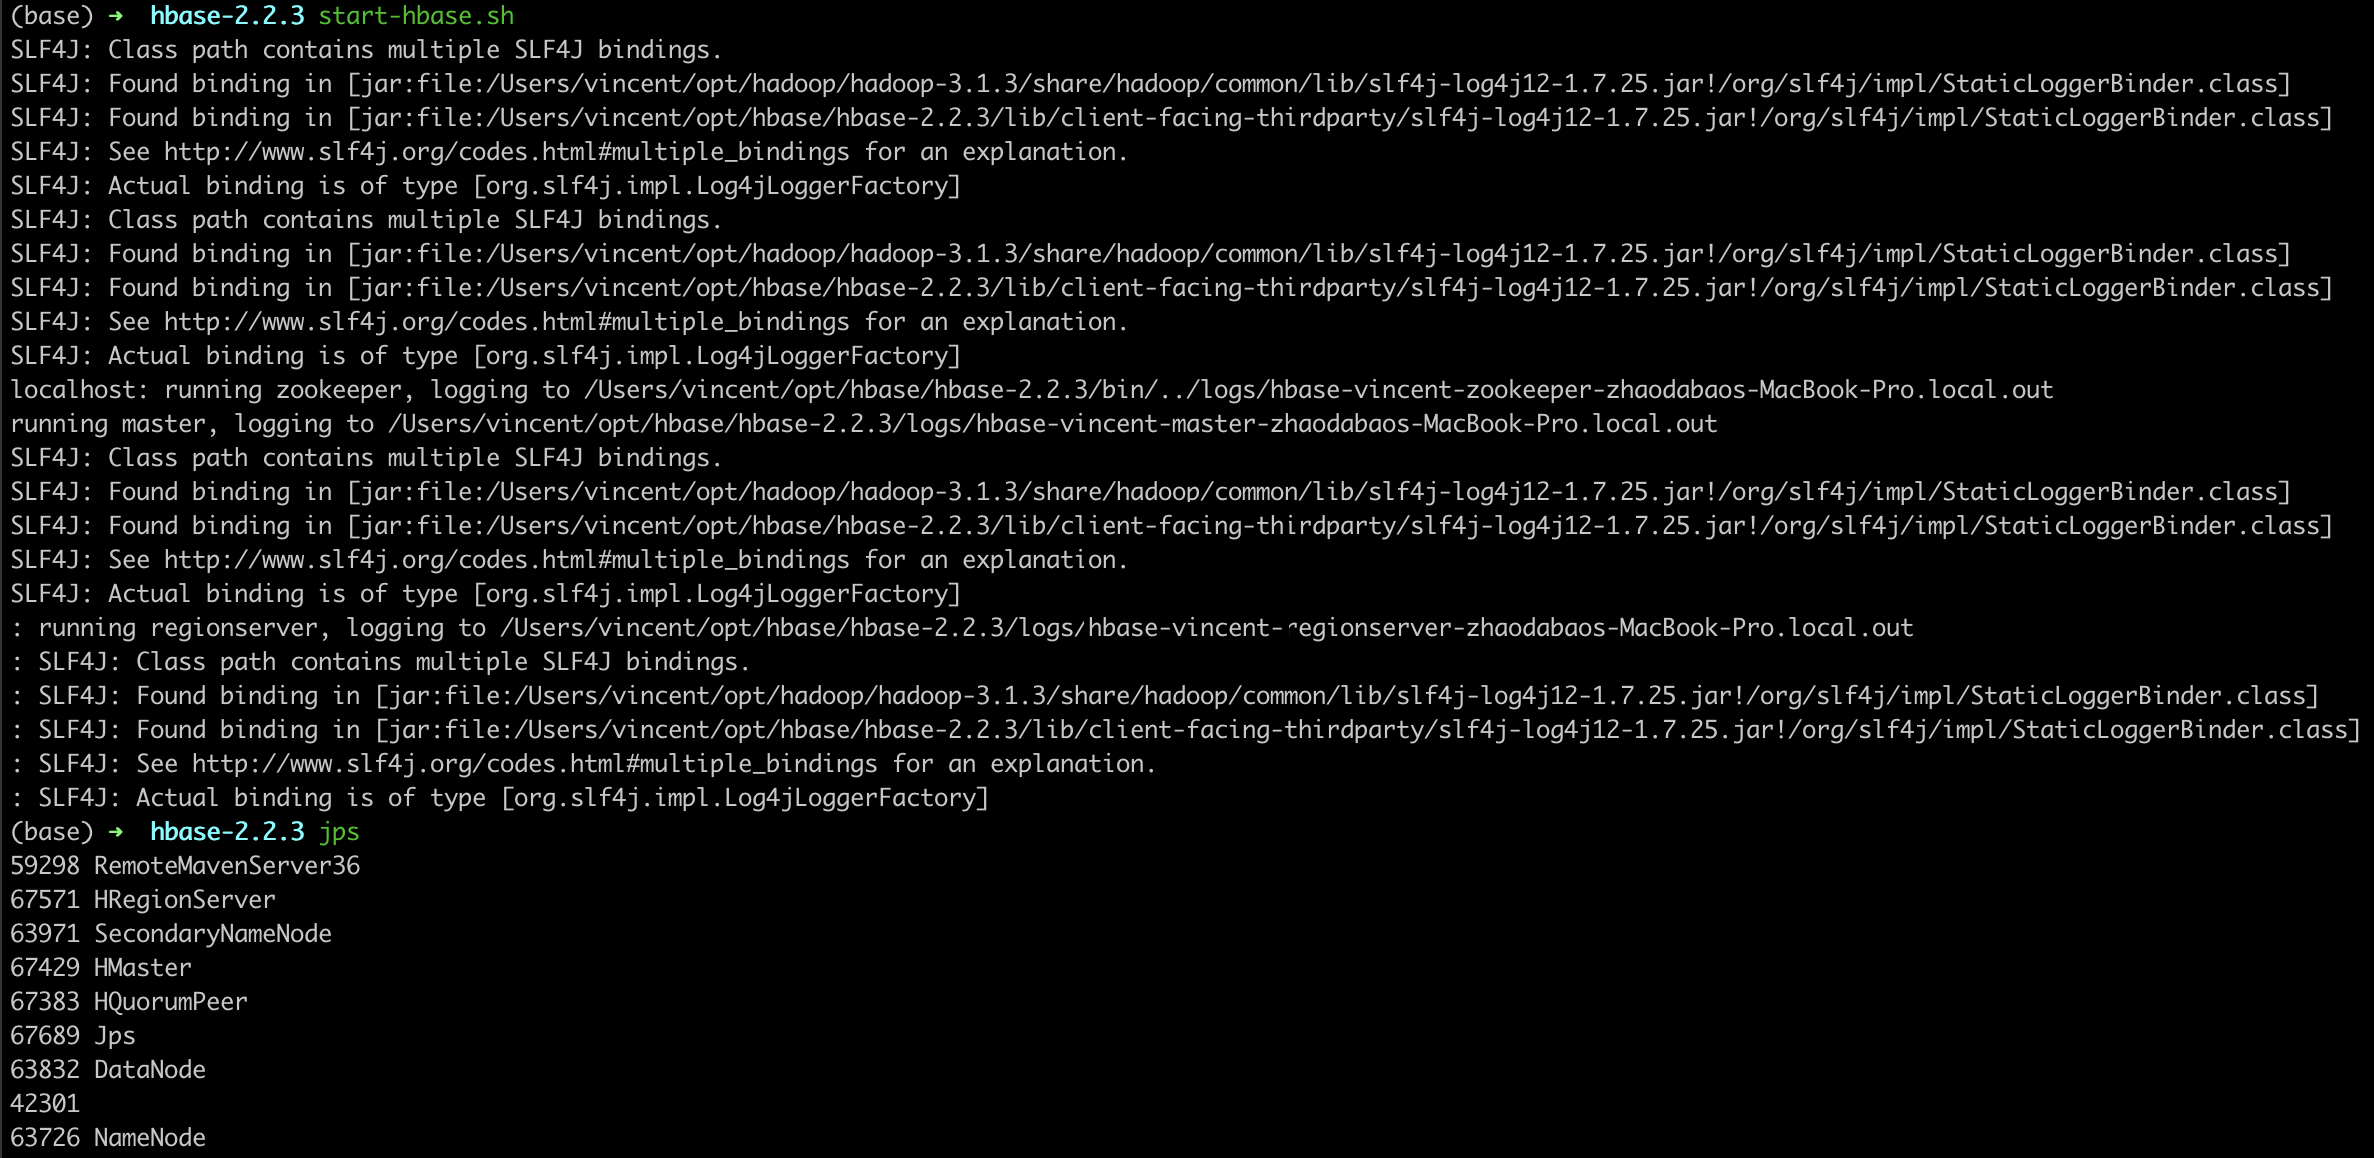 (base) ➜  hbase-2.2.3 start-hbase.sh
SLF4J: Class path contains multiple SLF4J bindings.
SLF4J: Found binding in [jar:file:/Users/vincent/opt/hadoop/hadoop-3.1.3/share/hadoop/common/lib/slf4j-log4j12-1.7.25.jar!/org/slf4j/impl/StaticLoggerBinder.class]
SLF4J: Found binding in [jar:file:/Users/vincent/opt/hbase/hbase-2.2.3/lib/client-facing-thirdparty/slf4j-log4j12-1.7.25.jar!/org/slf4j/impl/StaticLoggerBinder.class]
SLF4J: See http://www.slf4j.org/codes.html#multiple_bindings for an explanation.
SLF4J: Actual binding is of type [org.slf4j.impl.Log4jLoggerFactory]
SLF4J: Class path contains multiple SLF4J bindings.
SLF4J: Found binding in [jar:file:/Users/vincent/opt/hadoop/hadoop-3.1.3/share/hadoop/common/lib/slf4j-log4j12-1.7.25.jar!/org/slf4j/impl/StaticLoggerBinder.class]
SLF4J: Found binding in [jar:file:/Users/vincent/opt/hbase/hbase-2.2.3/lib/client-facing-thirdparty/slf4j-log4j12-1.7.25.jar!/org/slf4j/impl/StaticLoggerBinder.class]
SLF4J: See http://www.slf4j.org/codes.html#multiple_bindings for an explanation.
SLF4J: Actual binding is of type [org.slf4j.impl.Log4jLoggerFactory]
localhost: running zookeeper, logging to /Users/vincent/opt/hbase/hbase-2.2.3/bin/../logs/hbase-vincent-zookeeper-zhaodabaos-MacBook-Pro.local.out
running master, logging to /Users/vincent/opt/hbase/hbase-2.2.3/logs/hbase-vincent-master-zhaodabaos-MacBook-Pro.local.out
SLF4J: Class path contains multiple SLF4J bindings.
SLF4J: Found binding in [jar:file:/Users/vincent/opt/hadoop/hadoop-3.1.3/share/hadoop/common/lib/slf4j-log4j12-1.7.25.jar!/org/slf4j/impl/StaticLoggerBinder.class]
SLF4J: Found binding in [jar:file:/Users/vincent/opt/hbase/hbase-2.2.3/lib/client-facing-thirdparty/slf4j-log4j12-1.7.25.jar!/org/slf4j/impl/StaticLoggerBinder.class]
SLF4J: See http://www.slf4j.org/codes.html#multiple_bindings for an explanation.
SLF4J: Actual binding is of type [org.slf4j.impl.Log4jLoggerFactory]
: running regionserver, logging to /Users/vincent/opt/hbase/hbase-2.2.3/logs/hbase-vincent-regionserver-zhaodabaos-MacBook-Pro.local.out
: SLF4J: Class path contains multiple SLF4J bindings.
: SLF4J: Found binding in [jar:file:/Users/vincent/opt/hadoop/hadoop-3.1.3/share/hadoop/common/lib/slf4j-log4j12-1.7.25.jar!/org/slf4j/impl/StaticLoggerBinder.class]
: SLF4J: Found binding in [jar:file:/Users/vincent/opt/hbase/hbase-2.2.3/lib/client-facing-thirdparty/slf4j-log4j12-1.7.25.jar!/org/slf4j/impl/StaticLoggerBinder.class]
: SLF4J: See http://www.slf4j.org/codes.html#multiple_bindings for an explanation.
: SLF4J: Actual binding is of type [org.slf4j.impl.Log4jLoggerFactory]
(base) ➜  hbase-2.2.3 jps
59298 RemoteMavenServer36
67571 HRegionServer
63971 SecondaryNameNode
67429 HMaster
67383 HQuorumPeer
67689 Jps
63832 DataNode
42301
63726 NameNode